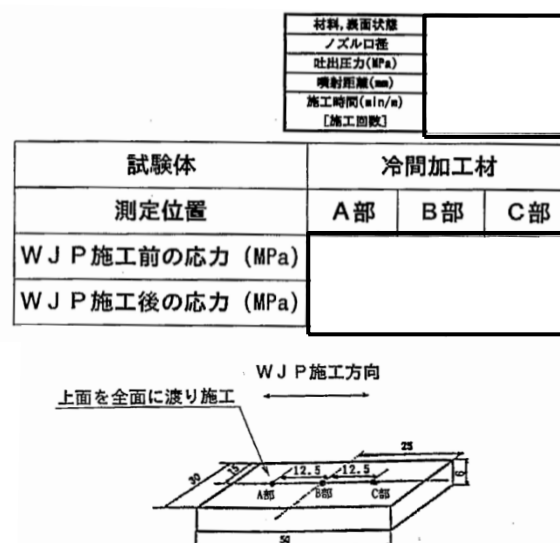 材料,表面状態
ノズル口径
吐出圧力(MPa)
噴射距離(mm)
施工時間(min/m)
[施工回数]
試験体 冷間加工材
測定位置 A部 B部 C部
WJP施工前の応力 (MPa)
WJP施工後の応力 (MPa)
WJP施工方向
上面を全面に渡り施工
25
30 15 12.5 12.5 6
A部 B部 C部
50